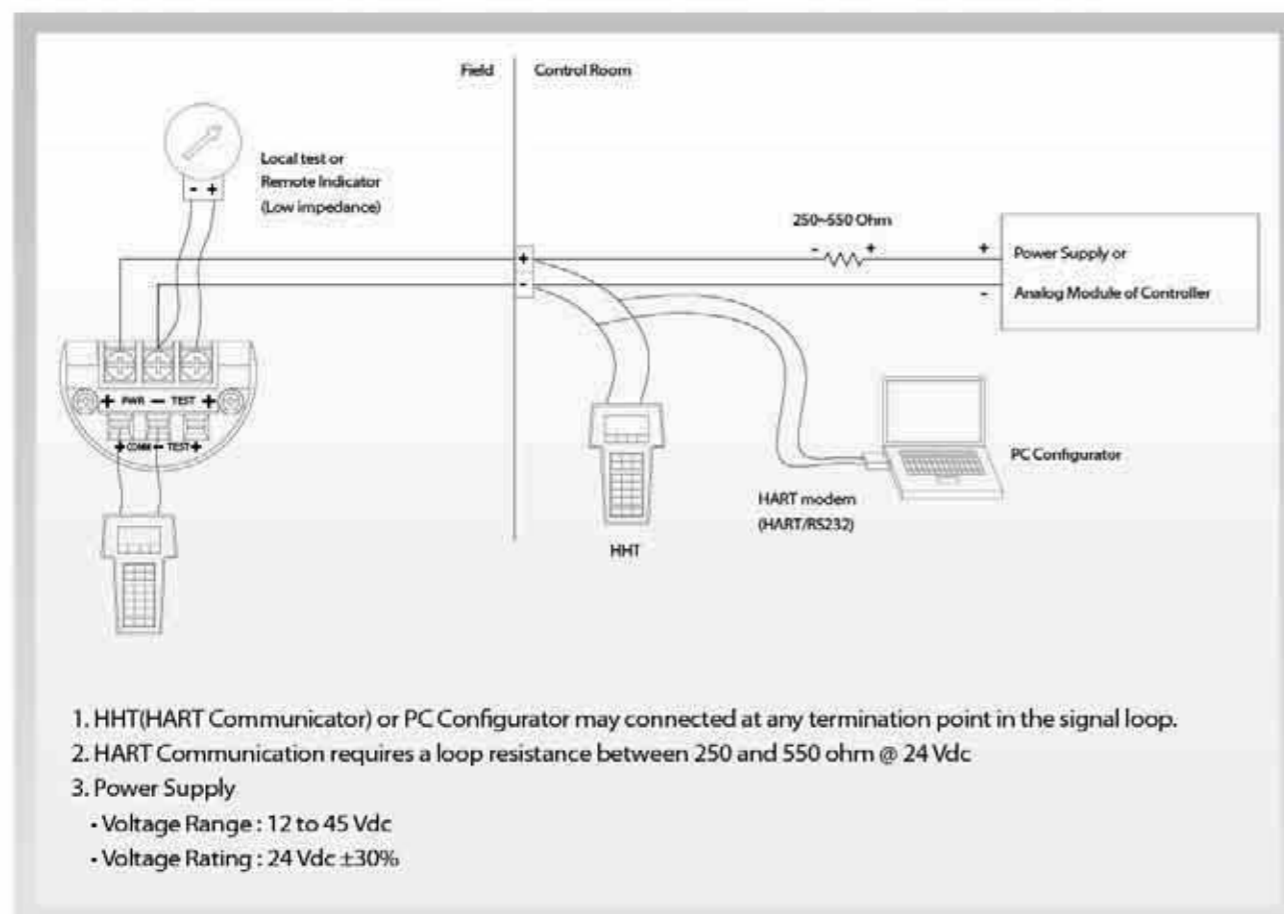 Field
Control Room
Local test or
Remote Indicator
(Low impedance)
- +
250~550 Ohm
- +
+
-
+ Power Supply or
- Analog Module of Controller
+ PWR - TEST +
+ COMM - TEST +
PC Configurator
HART modem
(HART/RS232)
HHT
1. HHT(HART Communicator) or PC Configurator may connected at any termination point in the signal loop.
2. HART Communication requires a loop resistance between 250 and 550 ohm @ 24 Vdc
3. Power Supply
• Voltage Range : 12 to 45 Vdc
• Voltage Rating : 24 Vdc ±30%